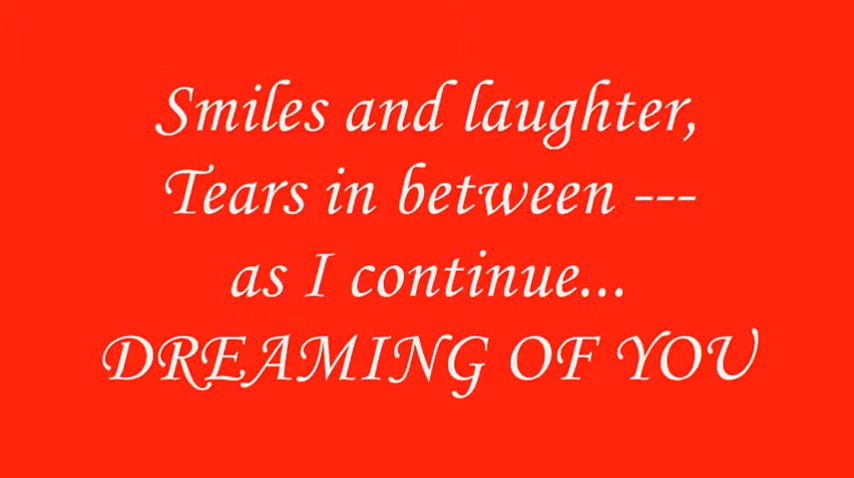 Smiles and laughter,
Tears in between ---
as I continue...
DREAMING OF YOU